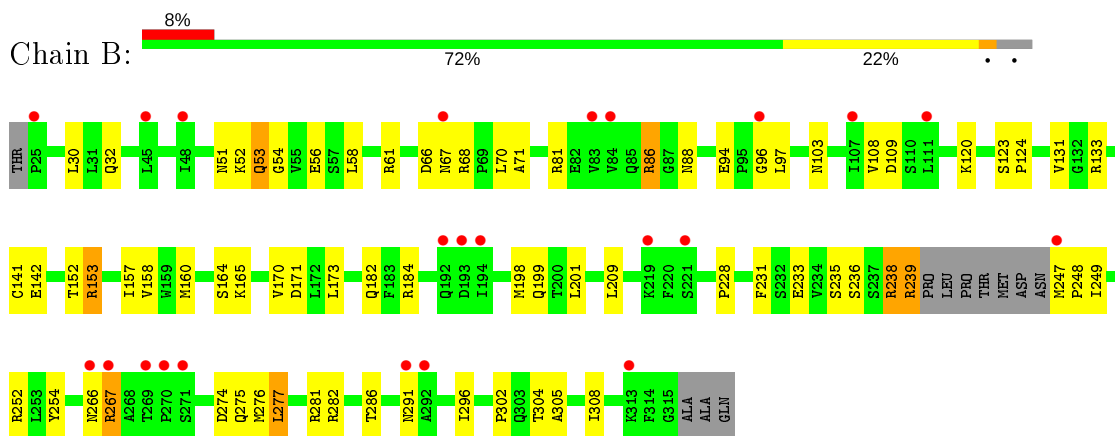 8%
Chain B:
72% 22% • •
THR P25 L30 L31 Q32 L45 I48 N51 K52 Q53 G54 V55 E56 S57 L58 R61 D66 N67 R68 P69 L70 A71 R81 E82 V83 V84 Q85 R86 G87 N88 E94 P95 G96 L97 N103 I107 V108 D109 S110 L111 K120 S123 P124 V131 G132 R133
C141 E142 T152 R153 I157 V158 W159 M160 S164 K165 V170 D171 L172 L173 Q182 F183 R184 Q192 D193 I194 M198 Q199 T200 L201 L209 K219 F220 S221 P228 F231 S232 E233 V234 S235 S236 S237 R238 R239 PRO LEU PRO THR MET ASP ASN M247 P248 I249
R252 L253 Y254 N266 R267 A268 T269 P270 S271 D274 Q275 M276 L277 R281 R282 T286 N291 A292 I296 P302 Q303 T304 A305 I308 K313 F314 G315 ALA ALA GLN